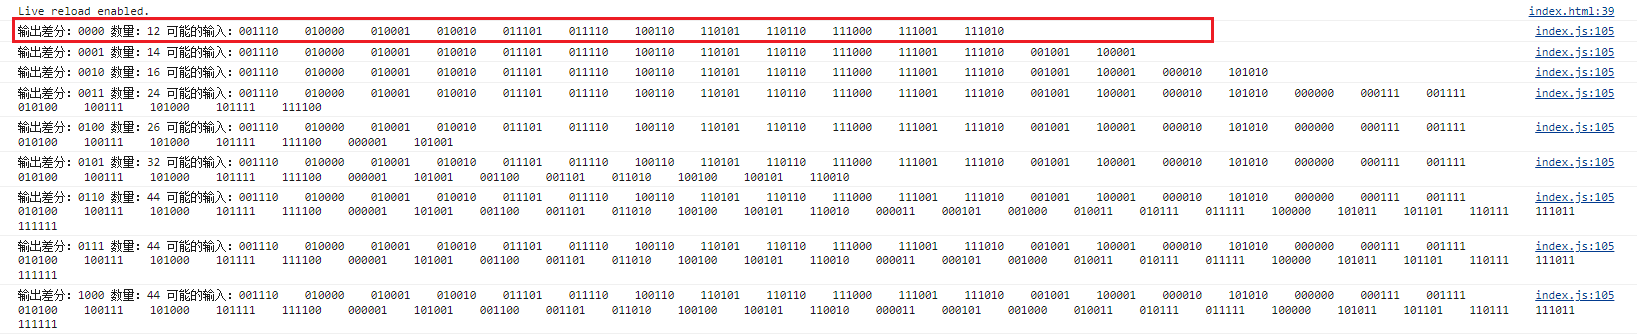 Live reload enabled. index.html:39
输出差分：0000 数量：12 可能的输入：001110 010000 010001 010010 011101 011110 100110 110101 110110 111000 111001 111010 index.js:105
输出差分：0001 数量：14 可能的输入：001110 010000 010001 010010 011101 011110 100110 110101 110110 111000 111001 111010 001001 100001 index.js:105
输出差分：0010 数量：16 可能的输入：001110 010000 010001 010010 011101 011110 100110 110101 110110 111000 111001 111010 001001 100001 000010 101010 index.js:105
输出差分：0011 数量：24 可能的输入：001110 010000 010001 010010 011101 011110 100110 110101 110110 111000 111001 111010 001001 100001 000010 101010 000000 000111 001111 index.js:105
010100 100111 101000 101111 111100
输出差分：0100 数量：26 可能的输入：001110 010000 010001 010010 011101 011110 100110 110101 110110 111000 111001 111010 001001 100001 000010 101010 000000 000111 001111 index.js:105
010100 100111 101000 101111 111100 000001 101001
输出差分：0101 数量：32 可能的输入：001110 010000 010001 010010 011101 011110 100110 110101 110110 111000 111001 111010 001001 100001 000010 101010 000000 000111 001111 index.js:105
010100 100111 101000 101111 111100 000001 101001 001100 001101 011010 100100 100101 110010
输出差分：0110 数量：44 可能的输入：001110 010000 010001 010010 011101 011110 100110 110101 110110 111000 111001 111010 001001 100001 000010 101010 000000 000111 001111 index.js:105
010100 100111 101000 101111 111100 000001 101001 001100 001101 011010 100100 100101 110010 000011 000101 001000 010011 010111 011111 100000 101011 101101 110111 111011
111111
输出差分：0111 数量：44 可能的输入：001110 010000 010001 010010 011101 011110 100110 110101 110110 111000 111001 111010 001001 100001 000010 101010 000000 000111 001111 index.js:105
010100 100111 101000 101111 111100 000001 101001 001100 001101 011010 100100 100101 110010 000011 000101 001000 010011 010111 011111 100000 101011 101101 110111 111011
111111
输出差分：1000 数量：44 可能的输入：001110 010000 010001 010010 011101 011110 100110 110101 110110 111000 111001 111010 001001 100001 000010 101010 000000 000111 001111 index.js:105
010100 100111 101000 101111 111100 000001 101001 001100 001101 011010 100100 100101 110010 000011 000101 001000 010011 010111 011111 100000 101011 101101 110111 111011
111111